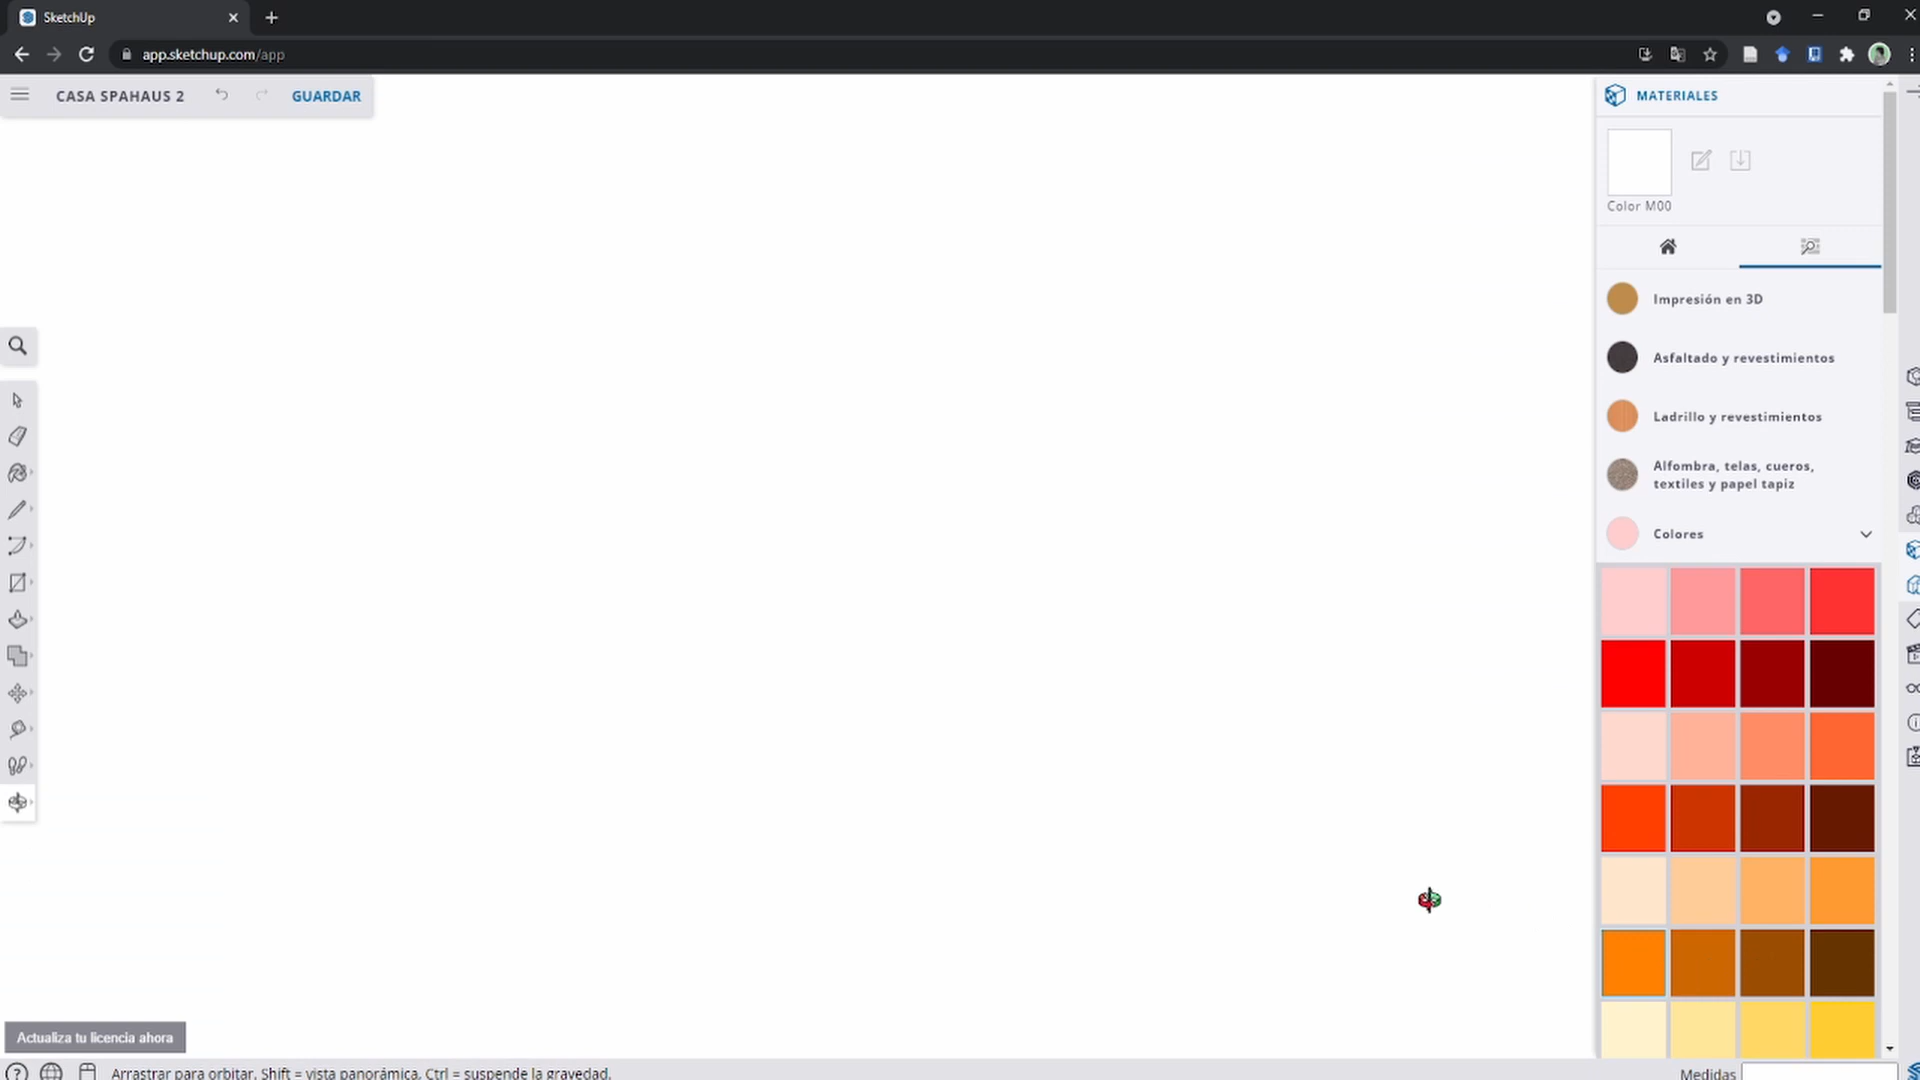 SketchUp
app.sketchup.com/app
CASA SPAHAUS 2
GUARDAR
MATERIALES
Color M00
Impresión en 3D
Asfaltado y revestimientos
Ladrillo y revestimientos
Alfombra, telas, cueros,
textiles y papel tapiz
Colores
Actualiza tu licencia ahora
Arrastrar para orbitar. Shift = vista panorámica, Ctrl = suspende la gravedad.
Medidas